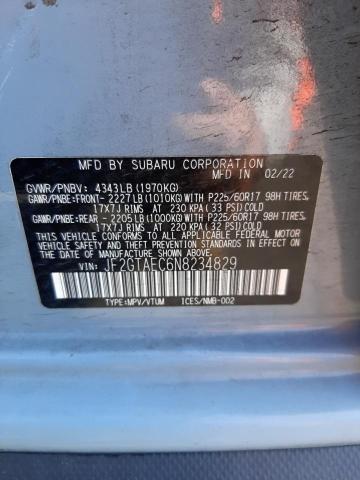 MFD BY SUBARU CORPORATION
MFD IN 02/22
GVWR/PNBV: 4343LB (1970KG)
GAWR/PNBE:FRONT- 2227LB (1010KG)WITH P225/60R17 98H TIRES,
17X7J RIMS AT 230 KPA (33 PSI)COLD
GAWR/PNBE:REAR - 2205LB (1000KG)WITH P225/60R17 98H TIRES,
17X7J RIMS AT 220 KPA (32 PSI)COLD
THIS VEHICLE CONFORMS TO ALL APPLICABLE FEDERAL MOTOR
VEHICLE SAFETY, BUMPER, AND THEFT PREVENTION STANDARDS
IN EFFECT ON THE DATE OF MANUFACTURE SHOWN ABOVE.
VIN: JF2GTAEC6N8234829
TYPE:MPV/VTUM ICES/NMB-002